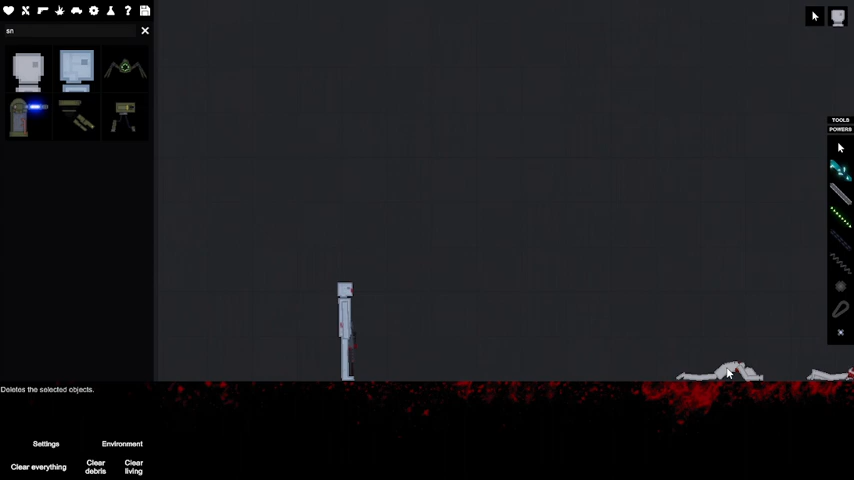 ?
sn
TOOLS
POWERS
Deletes the selected objects.
Settings
Environment
Clear everything
Clear
debris
Clear
living